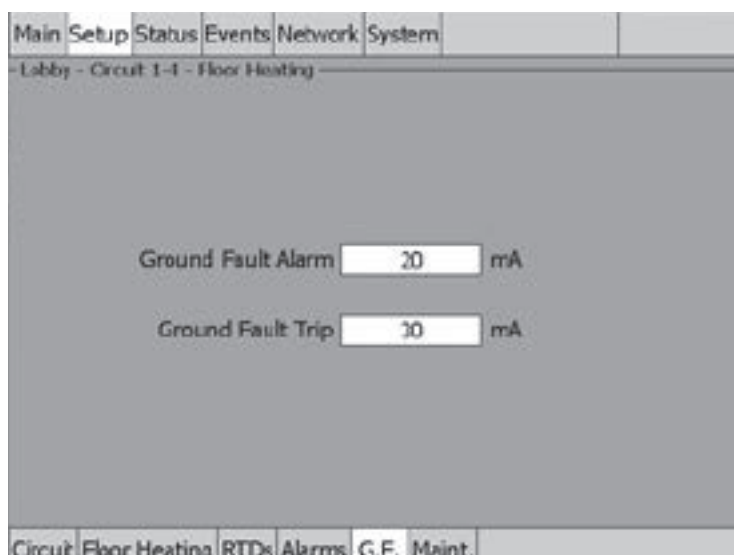 Main Setup Status Events Network System
Lobby - Circuit 1-1 - Floor Heating
Ground Fault Alarm 20 mA
Ground Fault Trip 30 mA
Circuit Floor Heating RTDs Alarms G.F. Maint.